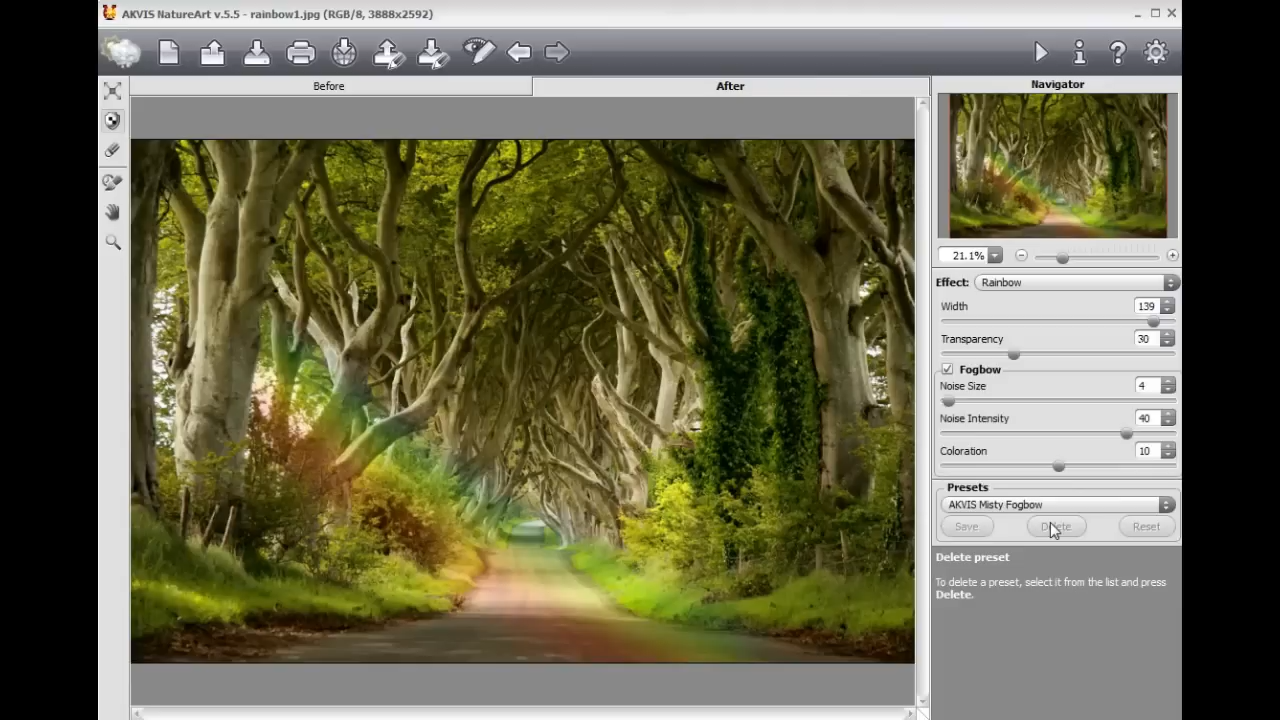 AKVIS NatureArt v.5.5 - rainbow1.jpg (RGB/8, 3888x2592)
Before
After
Navigator
21.1%
Effect: Rainbow
Width 139
Transparency 30
Fogbow
Noise Size 4
Noise Intensity 40
Coloration 10
Presets
AKVIS Misty Fogbow
Save Delete Reset
Delete preset
To delete a preset, select it from the list and press
Delete.